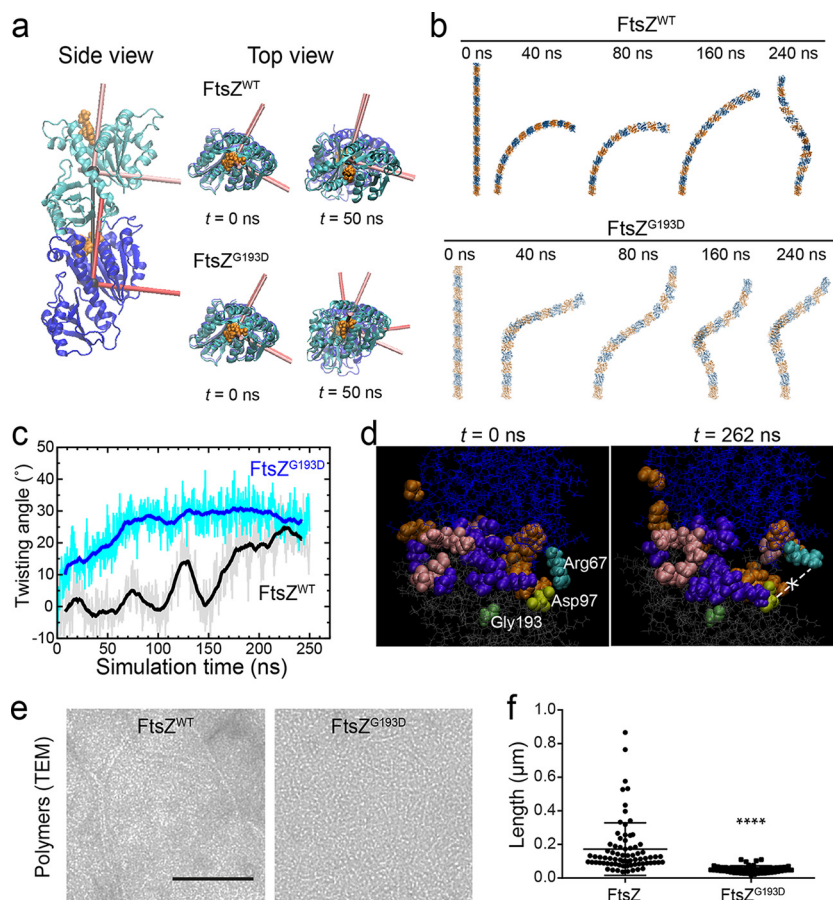 a
Side view
Top view
FtsZWT
t = 0 ns
t = 50 ns
FtsZG193D
t = 0 ns
t = 50 ns
b
FtsZWT
0 ns 40 ns 80 ns 160 ns 240 ns
FtsZG193D
0 ns 40 ns 80 ns 160 ns 240 ns
c
Twisting angle (°)
50
40
30
20
10
0
-10
FtsZG193D
FtsZWT
0 50 100 150 200 250
Simulation time (ns)
d
t = 0 ns
t = 262 ns
Arg67
Asp97
Gly193
e
Polymers (TEM)
FtsZWT
FtsZG193D
f
Length (μm)
1.0
0.8
0.6
0.4
0.2
0.0
****
FtsZ
FtsZG193D